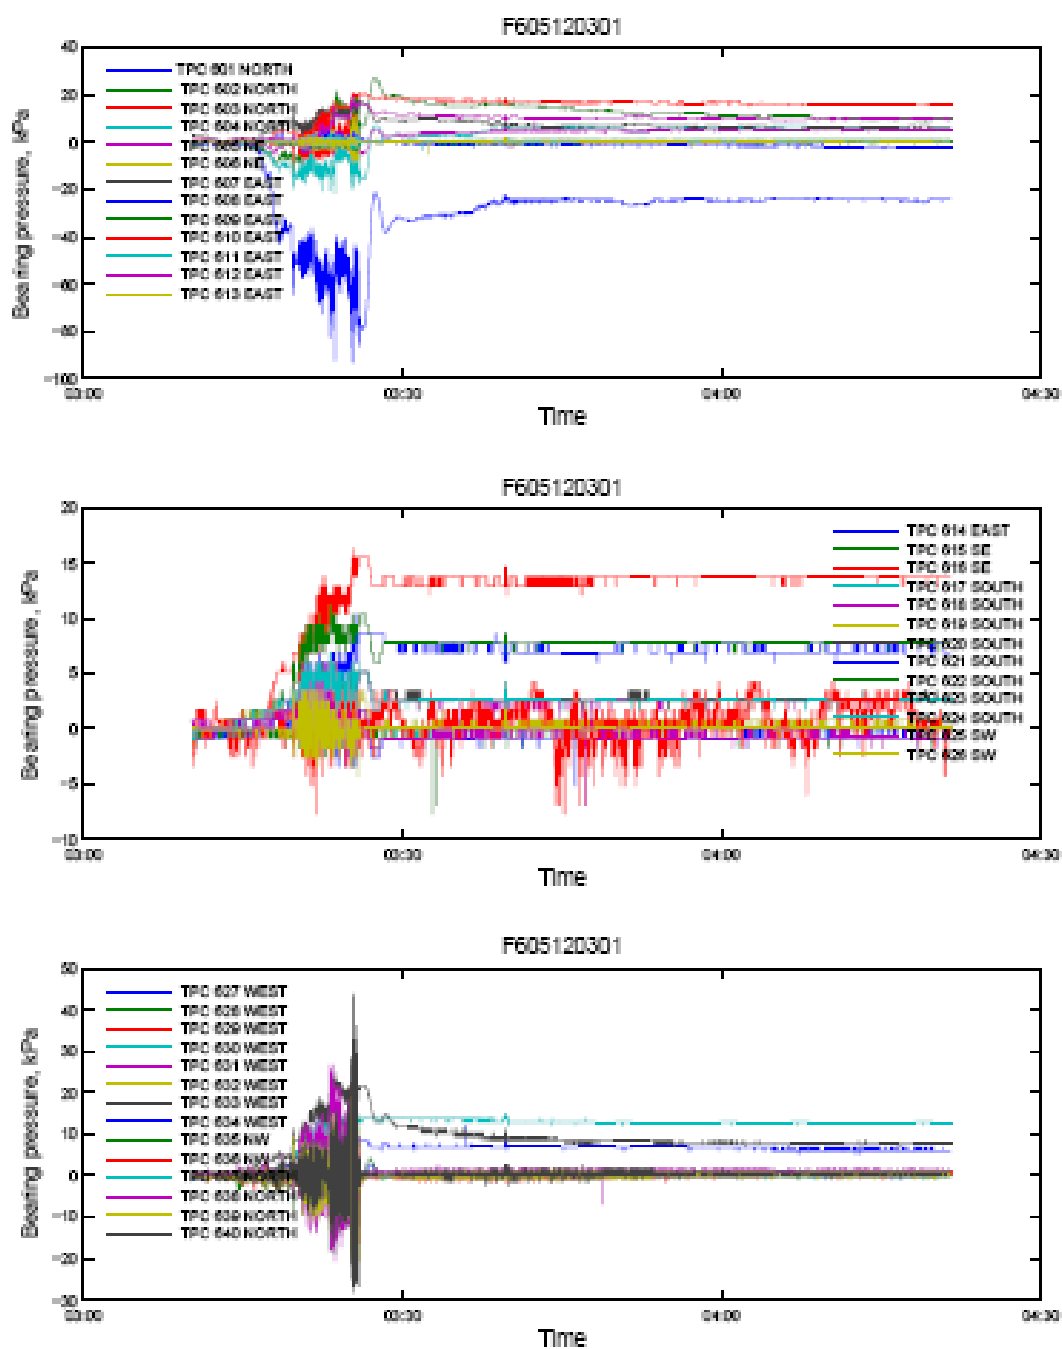 F605120301
40
20
0
-20
-40
-60
-80
-100
Bearing pressure, kPa
TPC 601 NORTH
TPC 602 NORTH
TPC 603 NORTH
TPC 604 NORTH
TPC 605 NE
TPC 606 NE
TPC 607 EAST
TPC 608 EAST
TPC 609 EAST
TPC 610 EAST
TPC 611 EAST
TPC 612 EAST
TPC 613 EAST
03:00 03:30 04:00 04:30
Time
F605120301
20
15
10
5
0
-5
-10
Bearing pressure, kPa
TPC 614 EAST
TPC 615 SE
TPC 616 SE
TPC 617 SOUTH
TPC 618 SOUTH
TPC 619 SOUTH
TPC 620 SOUTH
TPC 621 SOUTH
TPC 622 SOUTH
TPC 623 SOUTH
TPC 624 SOUTH
TPC 625 SW
TPC 626 SW
03:00 03:30 04:00 04:30
Time
F605120301
50
40
30
20
10
0
-10
-20
-30
Bearing pressure, kPa
TPC 627 WEST
TPC 628 WEST
TPC 629 WEST
TPC 630 WEST
TPC 631 WEST
TPC 632 WEST
TPC 633 WEST
TPC 634 WEST
TPC 635 NW
TPC 636 NW
TPC 637 NORTH
TPC 638 NORTH
TPC 639 NORTH
TPC 640 NORTH
03:00 03:30 04:00 04:30
Time